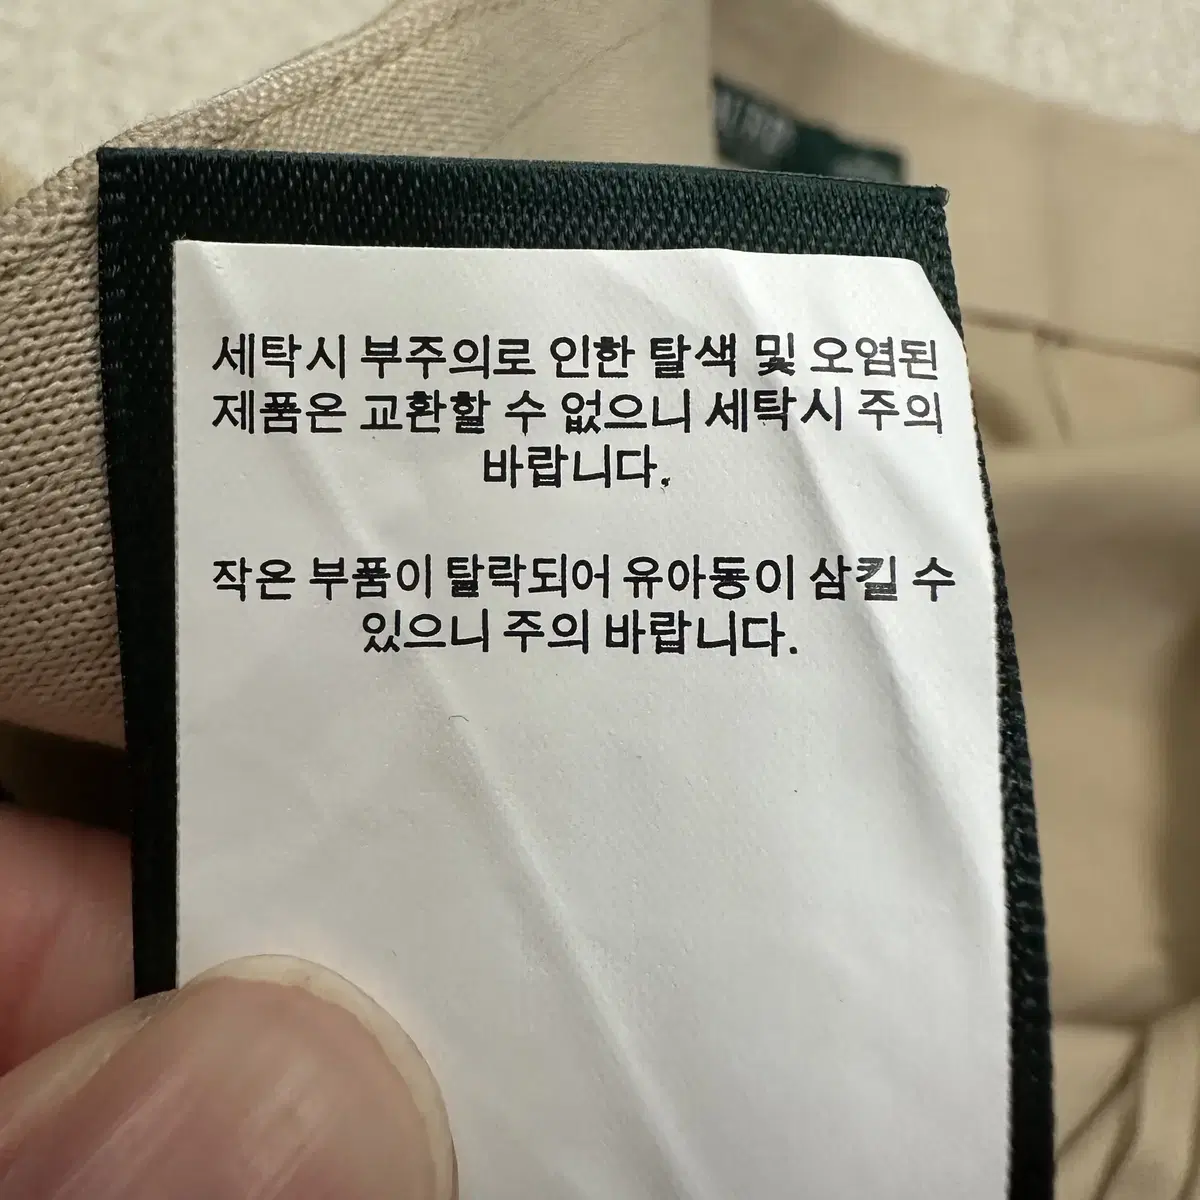 세탁시 부주의로 인한 탈색 및 오염된
제품은 교환할 수 없으니 세탁시 주의
바랍니다.
작은 부품이 탈락되어 유아동이 삼킬 수
있으니 주의 바랍니다.